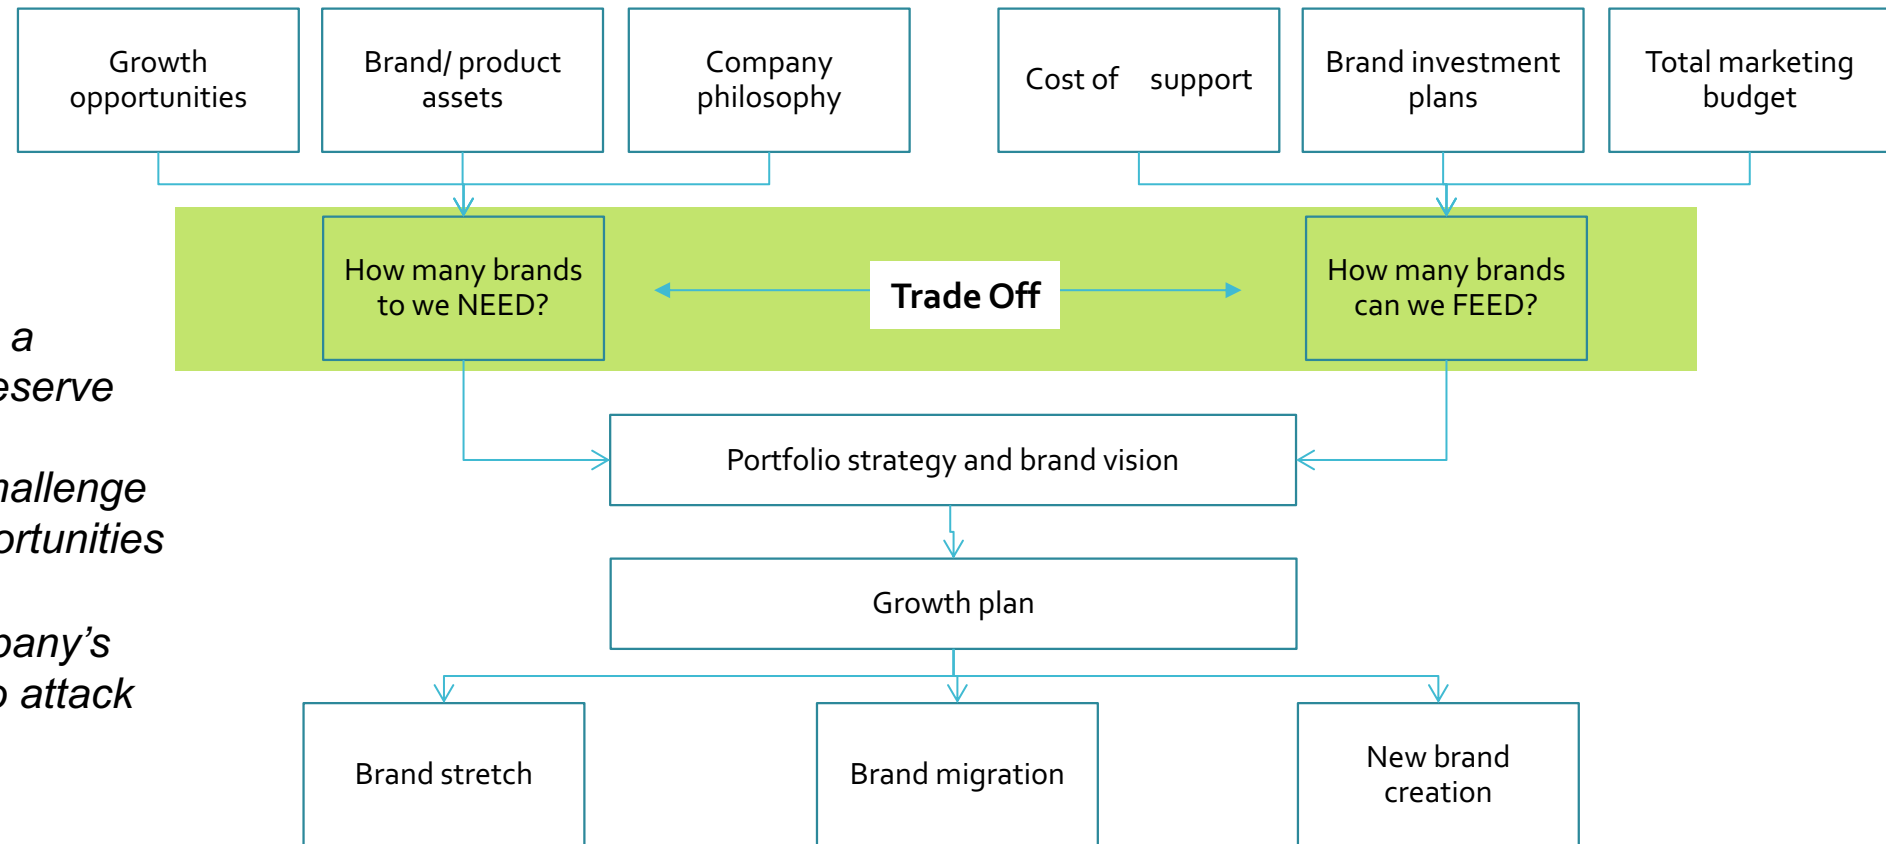 Growth
opportunities
Brand/ product
assets
Company
philosophy
Cost of support
Brand investment
plans
Total marketing
budget
How many brands
to we NEED?
Trade Off
How many brands
can we FEED?
a
eserve
hallenge
ortunities
pany’s
o attack
Portfolio strategy and brand vision
Growth plan
Brand stretch
Brand migration
New brand
creation